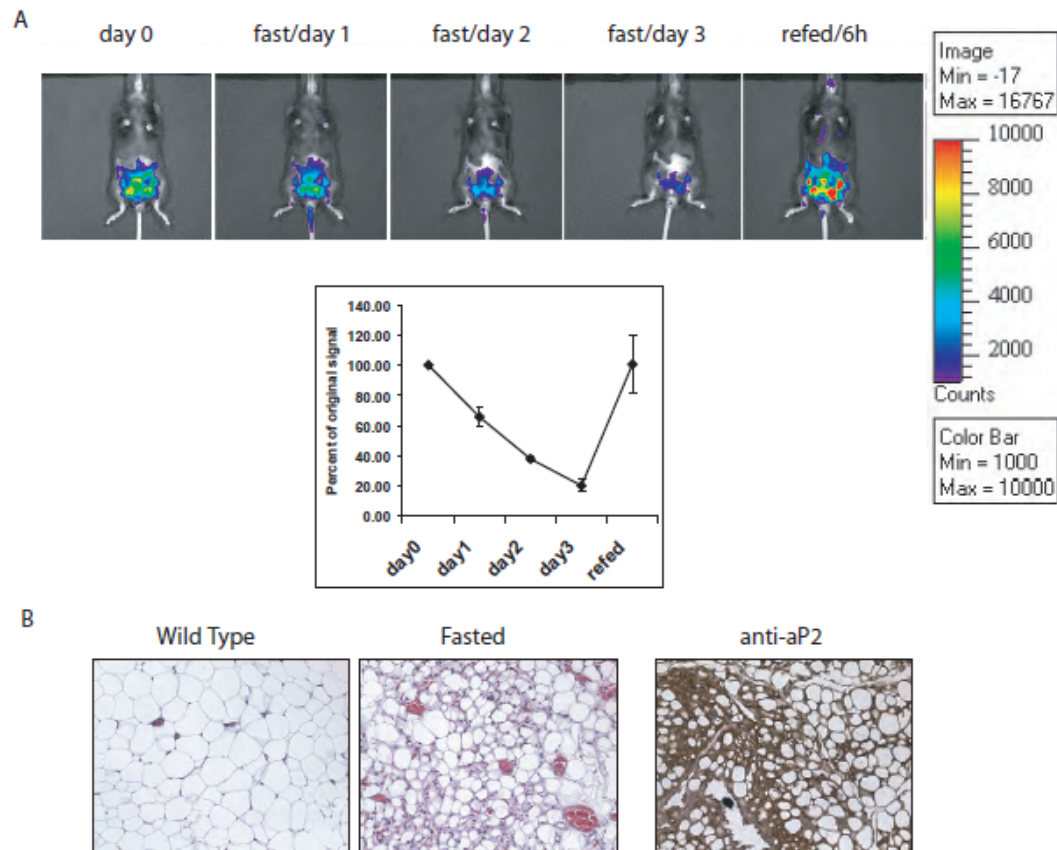 A
day 0
fast/day 1
fast/day 2
fast/day 3
refed/6h
Image
Min = -17
Max = 16767
10000
8000
6000
4000
2000
Counts
Color Bar
Min = 1000
Max = 10000
Percent of original signal
140.00
120.00
100.00
80.00
60.00
40.00
20.00
0.00
day0
day1
day2
day3
refed
B
Wild Type
Fasted
anti-aP2